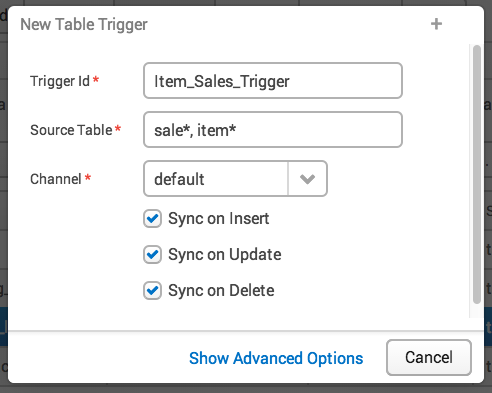 New Table Trigger +
Trigger Id * Item_Sales_Trigger
Source Table * sale*, item*
Channel * default
Sync on Insert
Sync on Update
Sync on Delete
Show Advanced Options Cancel